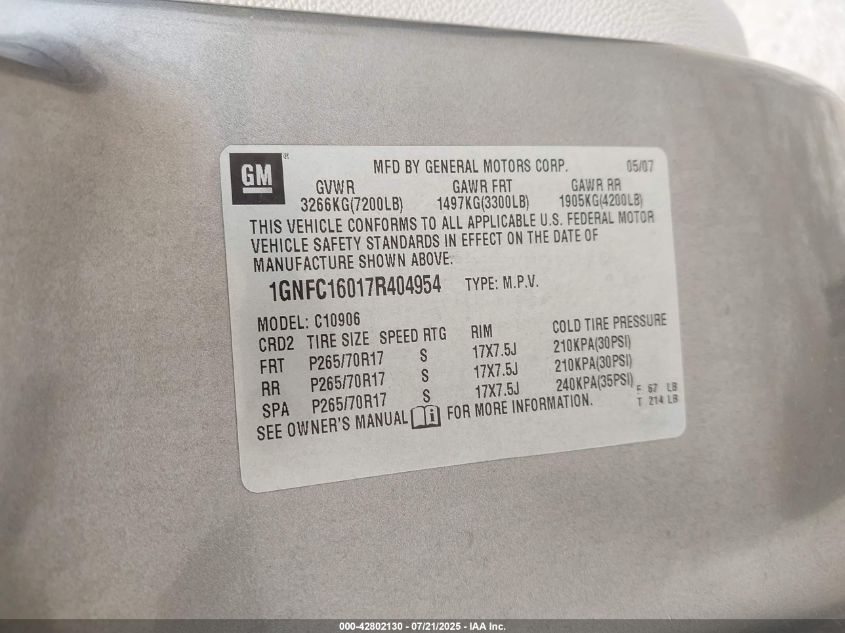 GM ®
MFD BY GENERAL MOTORS CORP. 05/07
GVWR GAWR FRT GAWR RR
3266KG(7200LB) 1497KG(3300LB) 1905KG(4200LB)
THIS VEHICLE CONFORMS TO ALL APPLICABLE U.S. FEDERAL MOTOR
VEHICLE SAFETY STANDARDS IN EFFECT ON THE DATE OF
MANUFACTURE SHOWN ABOVE.
1GNFC16017R404954 TYPE: M.P.V.
MODEL: C10906
CRD2 TIRE SIZE SPEED RTG RIM COLD TIRE PRESSURE
FRT P265/70R17 S 17X7.5J 210KPA(30PSI)
RR P265/70R17 S 17X7.5J 210KPA(30PSI)
SPA P265/70R17 S 17X7.5J 240KPA(35PSI)
F 67 LB
T 214 LB
SEE OWNER'S MANUAL i FOR MORE INFORMATION.
000-42802130 - 07/21/2025 - IAA Inc.